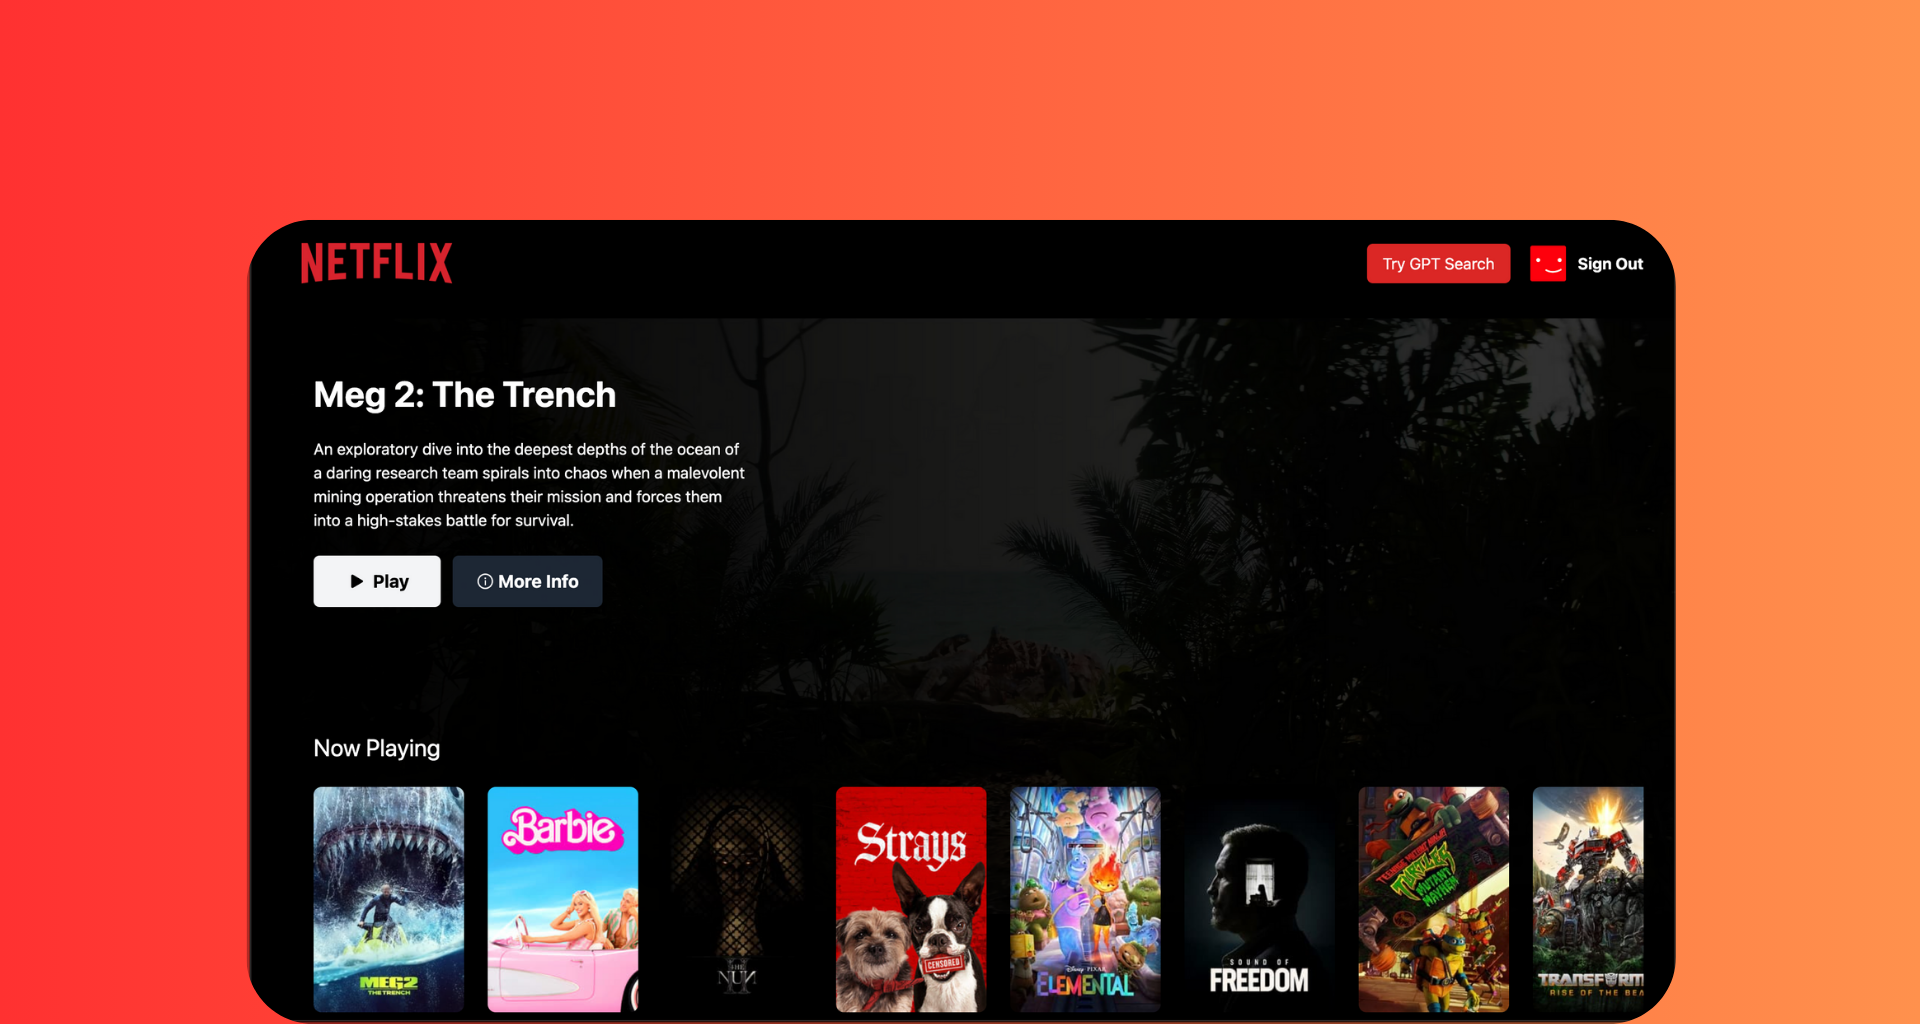 NETFLIX
Try GPT Search
Sign Out
Meg 2: The Trench
An exploratory dive into the deepest depths of the ocean of
a daring research team spirals into chaos when a malevolent
mining operation threatens their mission and forces them
into a high-stakes battle for survival.
Play
More Info
Now Playing
MEG2
THE TRENCH
Barbie
THE
NUN
II
Strays
CENSORED
Disney PIXAR
ELEMENTAL
SOUND OF
FREEDOM
TEENAGE MUTANT NINJA
TURTLES
MUTANT
MAYHEM
TRANSFORM
RISE OF THE BEA